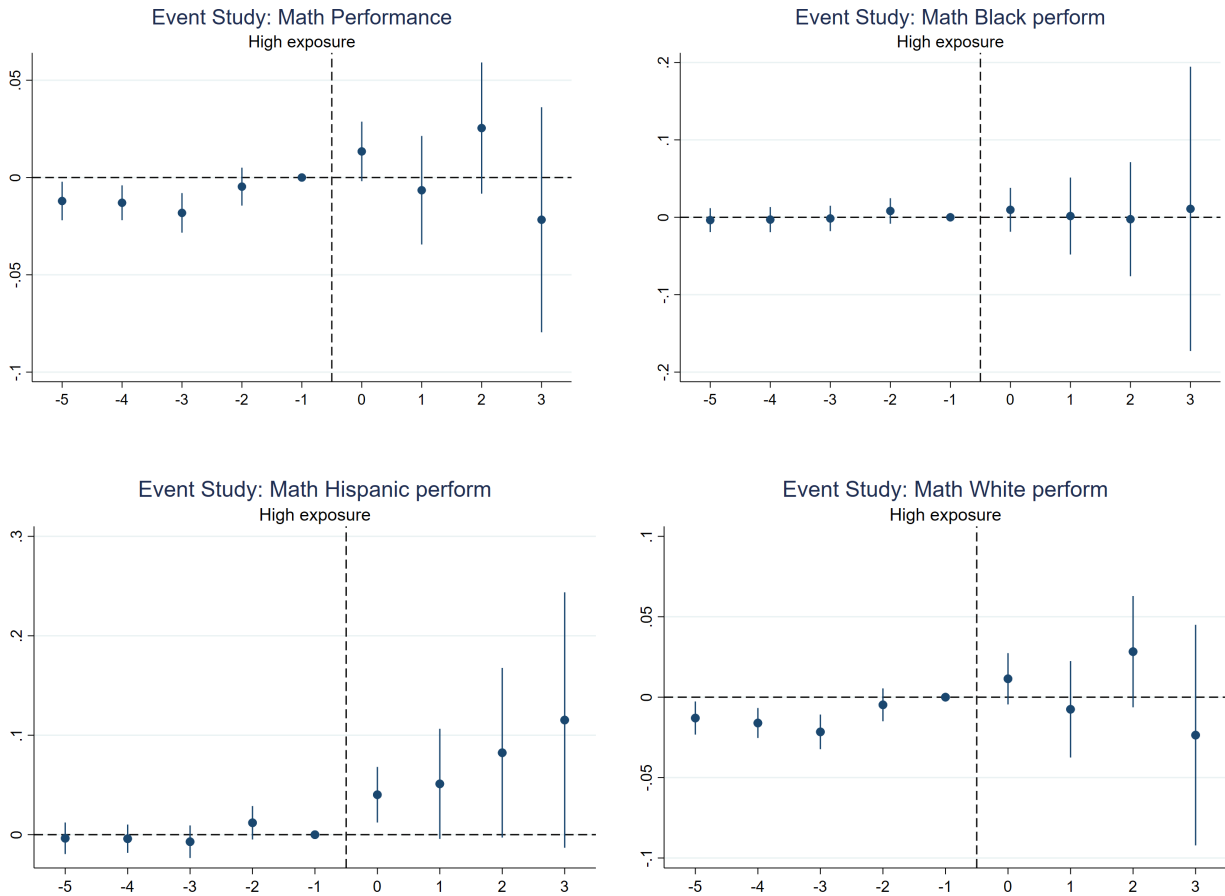 Event Study: Math Performance
High exposure
.05
0
-.05
-.1
-5 -4 -3 -2 -1 0 1 2 3
Event Study: Math Black perform
High exposure
.2
.1
0
-.1
-.2
-5 -4 -3 -2 -1 0 1 2 3
Event Study: Math Hispanic perform
High exposure
.3
.2
.1
0
-5 -4 -3 -2 -1 0 1 2 3
Event Study: Math White perform
High exposure
.1
.05
0
-.05
-.1
-5 -4 -3 -2 -1 0 1 2 3